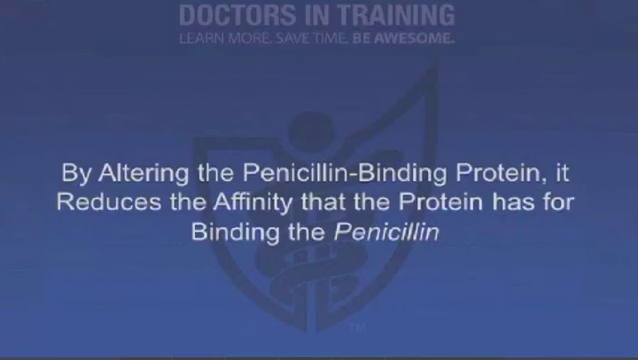 DOCTORS IN TRAINING
LEARN MORE. SAVE TIME. BE AWESOME.
By Altering the Penicillin-Binding Protein, it
Reduces the Affinity that the Protein has for
Binding the Penicillin
TM